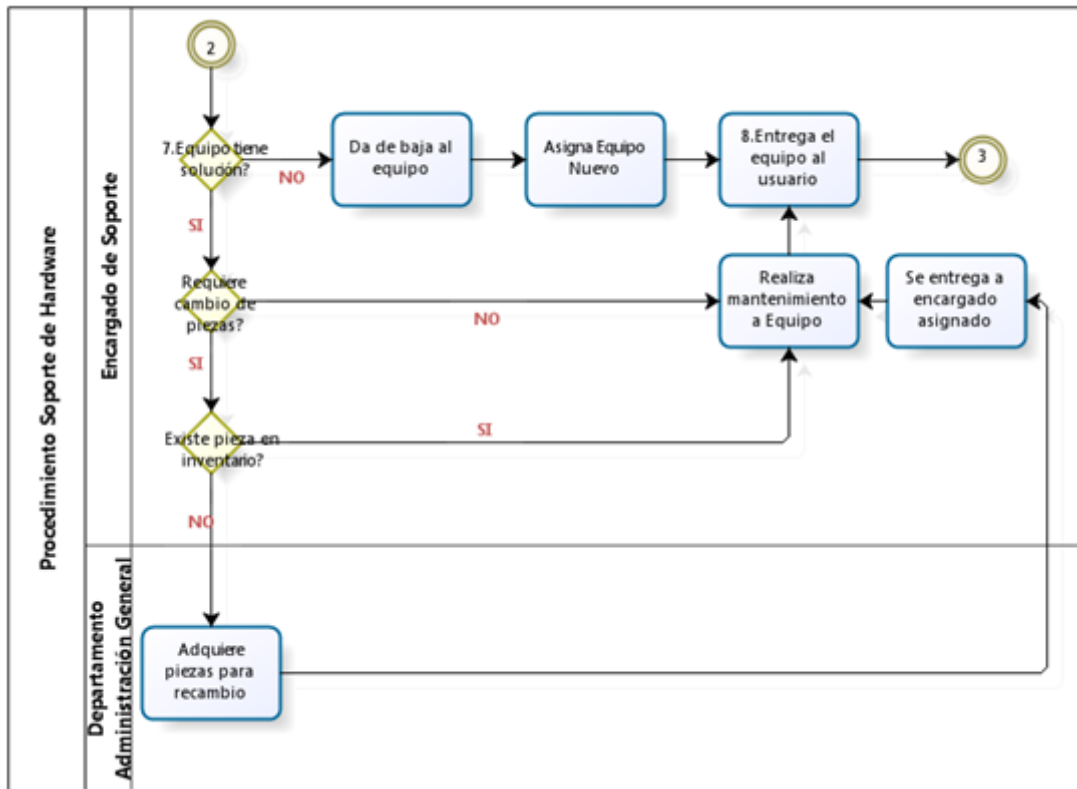 Procedimiento Soporte de Hardware
Encargado de Soporte
2
7.Equipo tiene
solución?
NO
Da de baja al
equipo
Asigna Equipo
Nuevo
8.Entrega el
equipo al
usuario
3
SI
Requiere
cambio de
piezas?
NO
Realiza
mantenimiento
a Equipo
Se entrega a
encargado
asignado
SI
Existe pieza en
inventario?
SI
NO
Departamento
Administración General
Adquiere
piezas para
recambio